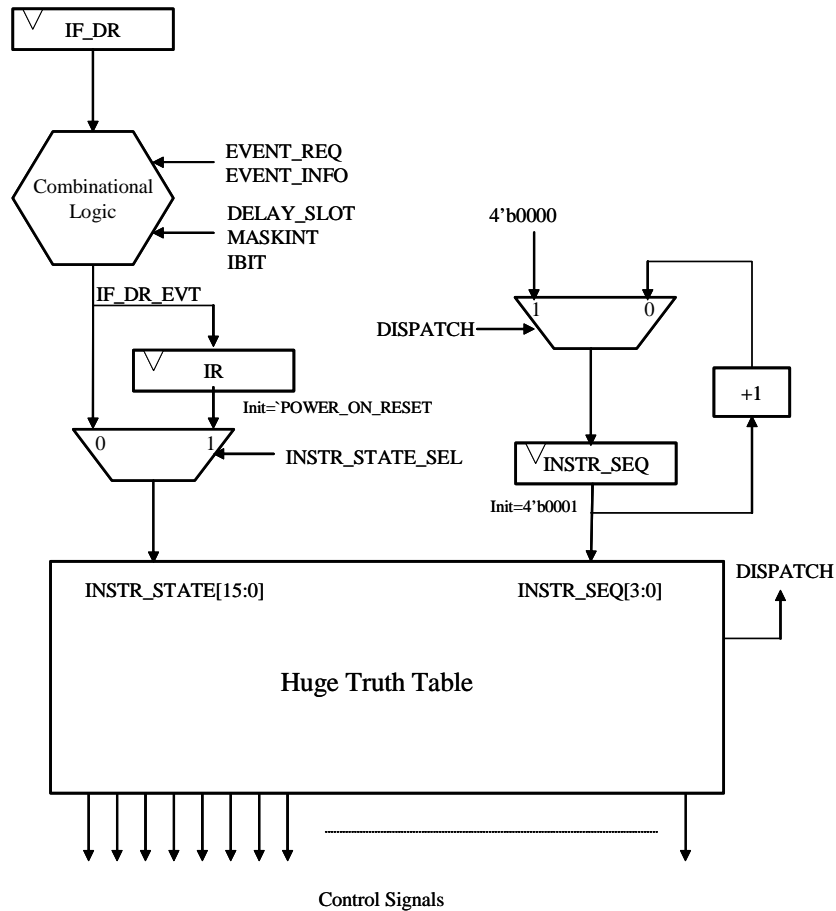 IF_DR
EVENT_REQ
EVENT_INFO
Combinational
Logic
DELAY_SLOT
MASKINT
IBIT
4’b0000
IF_DR_EVT
1
0
DISPATCH
IR
+1
Init=`POWER_ON_RESET
0
1
INSTR_STATE_SEL
INSTR_SEQ
Init=4’b0001
DISPATCH
INSTR_STATE[15:0]
INSTR_SEQ[3:0]
Huge Truth Table
Control Signals